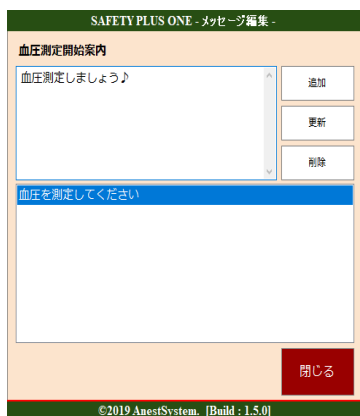 SAFETY PLUS ONE - メッセージ編集 -
血圧測定開始案内
血圧測定しましょう♪
追加
更新
削除
血圧を測定してください
閉じる
©2019 AnestSystem. [Build : 1.5.0]